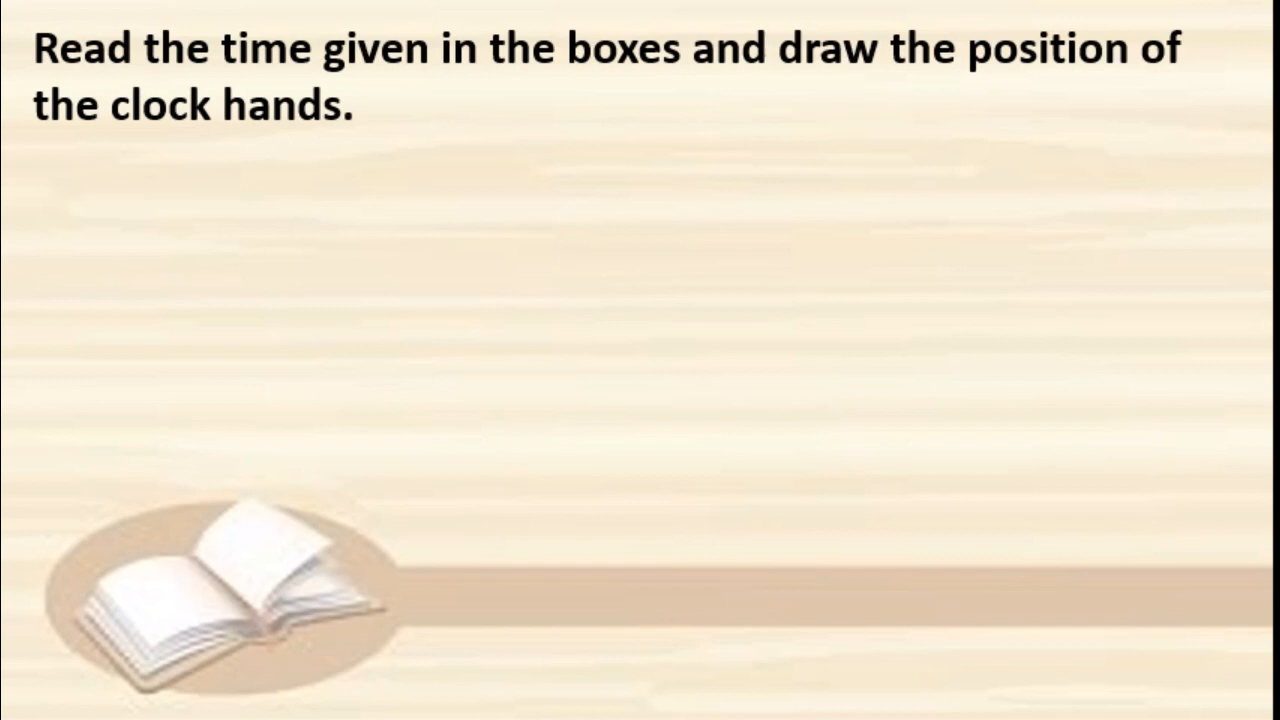 Read the time given in the boxes and draw the position of
the clock hands.